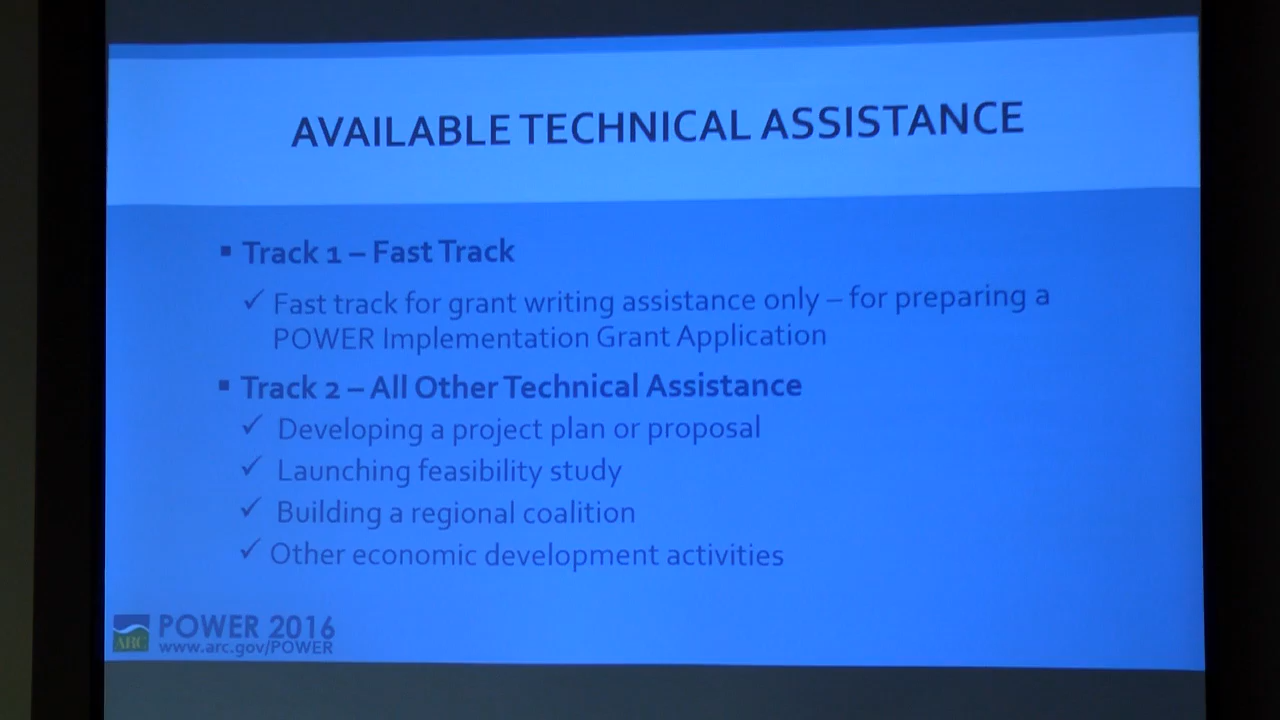 AVAILABLE TECHNICAL ASSISTANCE
▪ Track 1 – Fast Track
✓ Fast track for grant writing assistance only – for preparing a
POWER Implementation Grant Application
▪ Track 2 – All Other Technical Assistance
✓ Developing a project plan or proposal
✓ Launching feasibility study
✓ Building a regional coalition
✓ Other economic development activities
ARC
POWER 2016
www.arc.gov/POWER